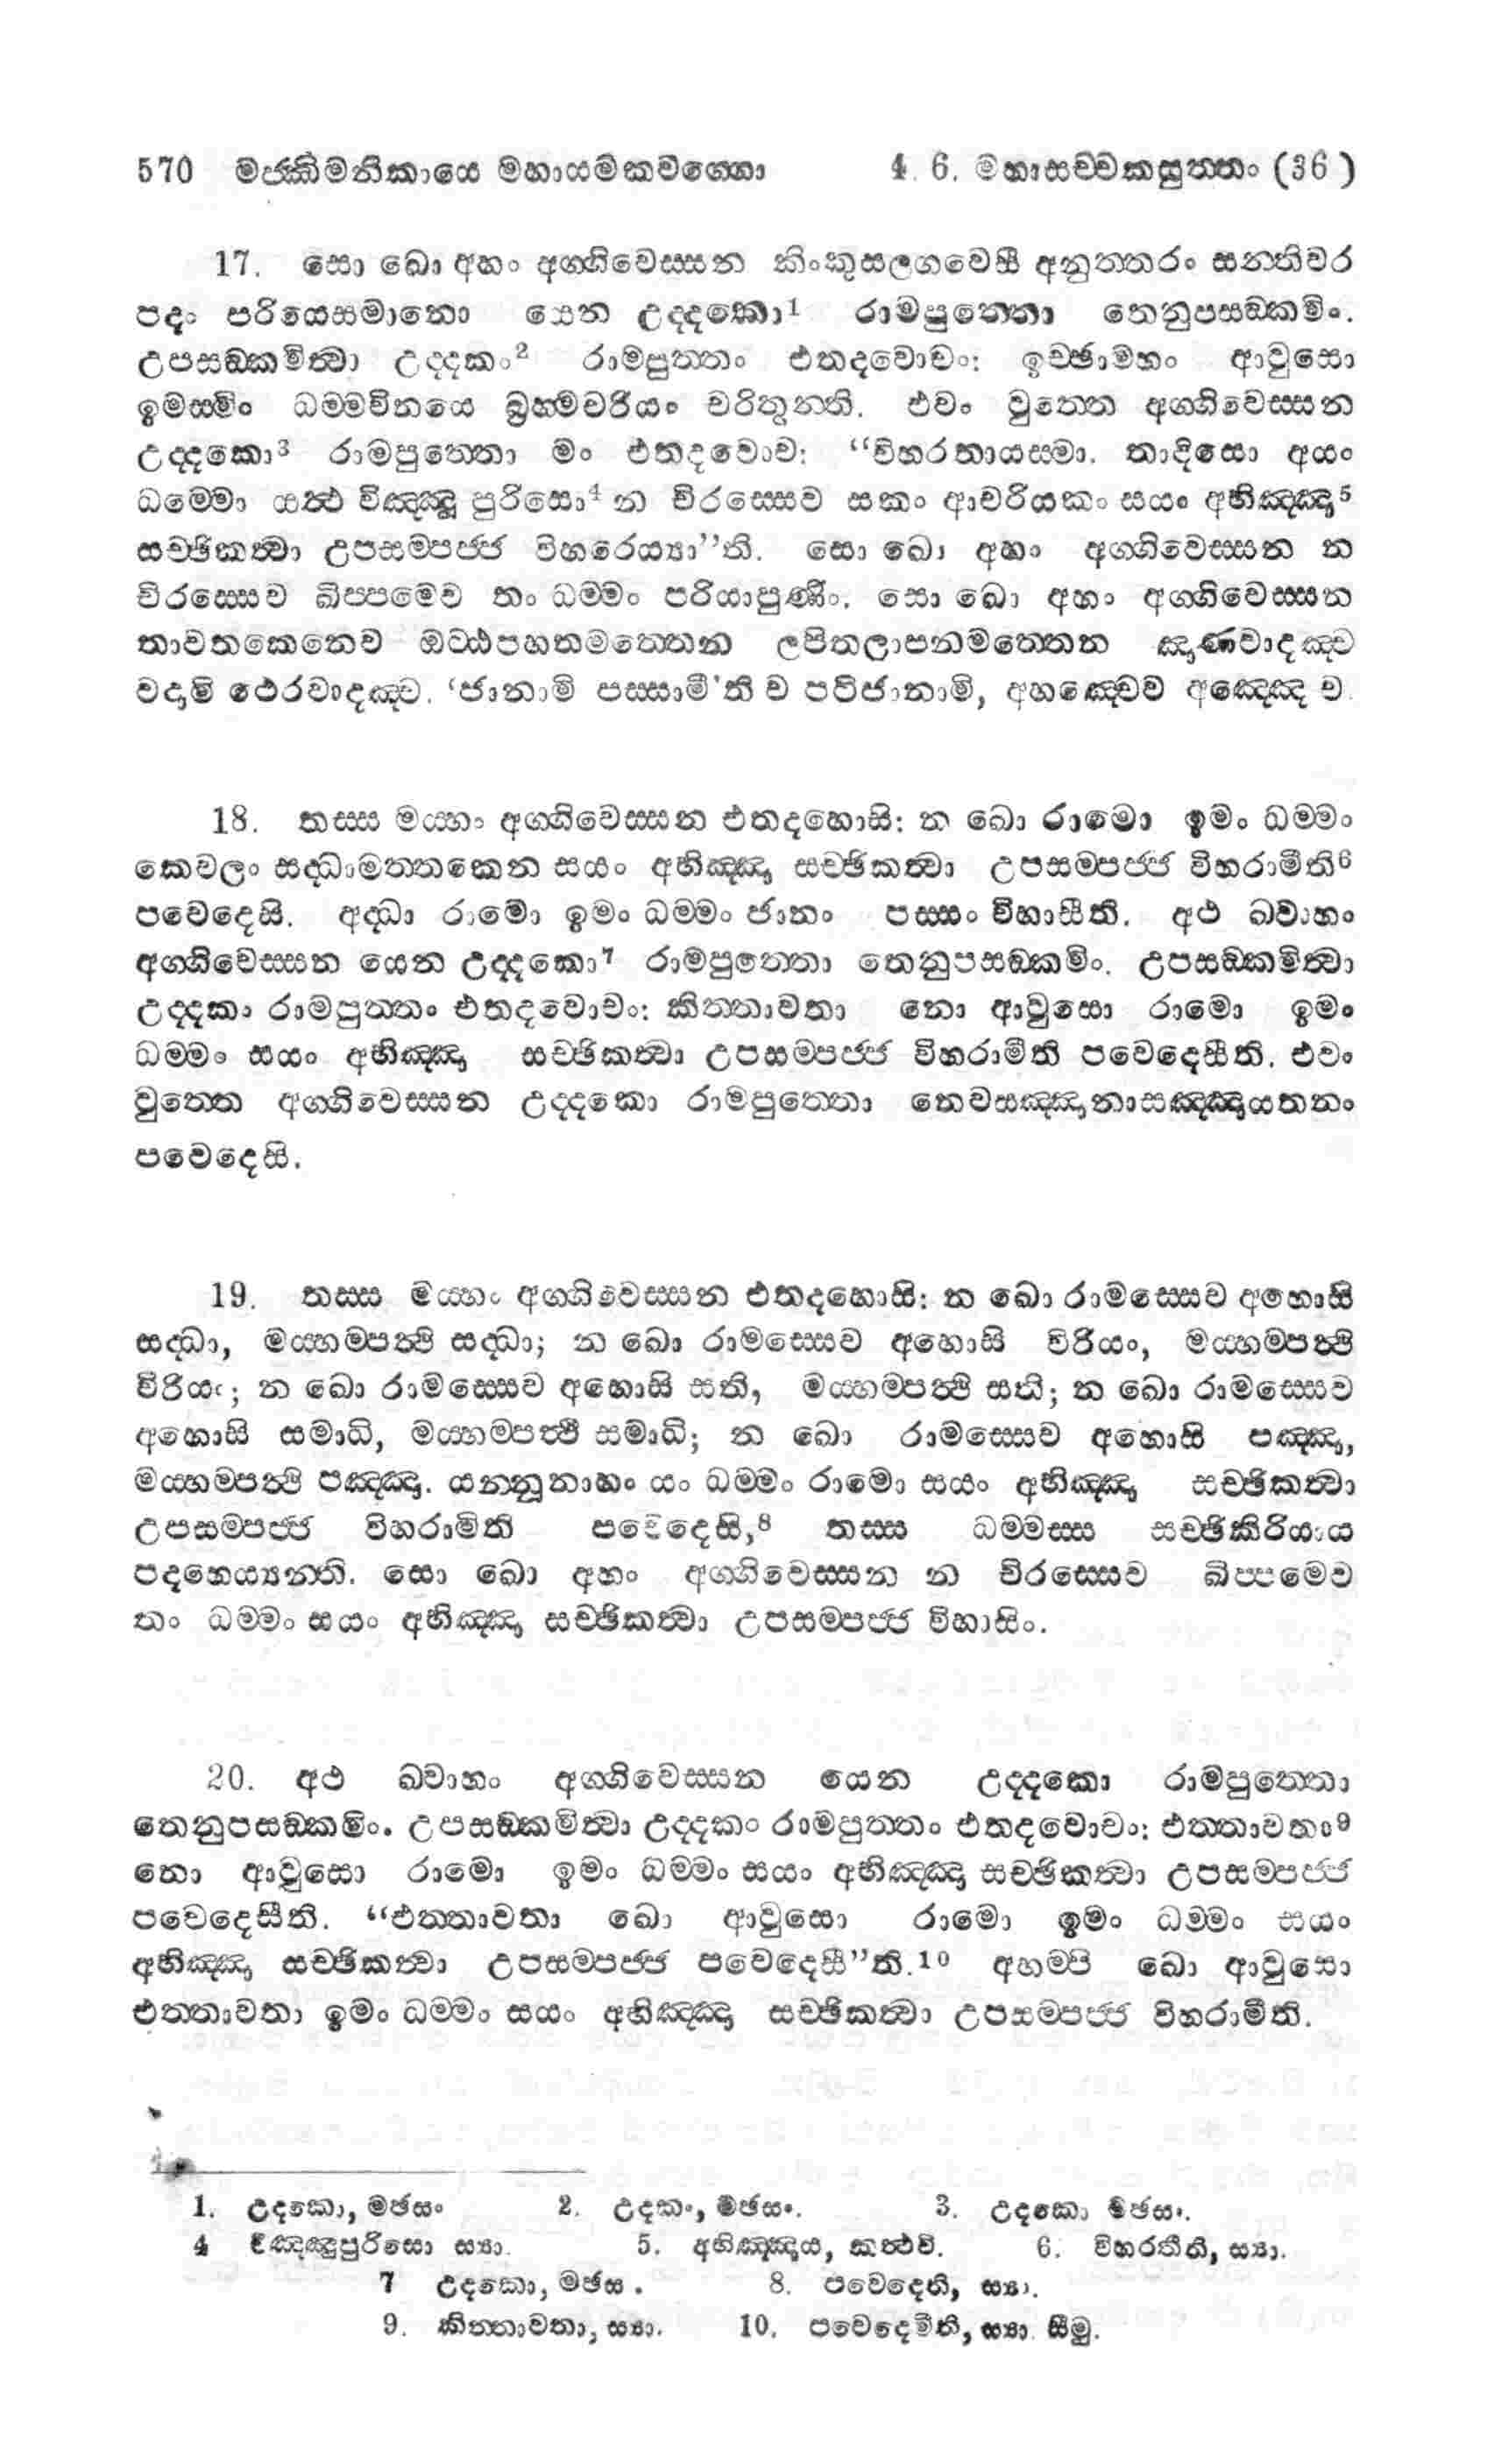 570 මජ්ඣිමනිකායෙ මහායමකවග්ගො 4. 6. මහාසච්චකසුත්තං (36)
17. සො ඛො අහං අග්ගිවෙස්සන කිංකුසලගවෙසී අනුත්තරං සන්තිවර
පදං පරියෙසමානො යෙන උද්දකො1 රාමපුත්තො තෙනුපසඞ්කමිං.
උපසඞ්කමිත්වා උද්දකං2 රාමපුත්තං එතදවොචං: ඉච්ඡාමහං ආවුසො
ඉමස්මිං ධම්මවිනයෙ බ්‍රහ්මචරියං චරිතුන්ති. එවං වුත්තෙ අග්ගිවෙස්සන
උද්දකො3 රාමපුත්තො මං එතදවොච: “විහරතායස්මා. තාදිසො අයං
ධම්මො යත්ථ විඤ්ඤූ පුරිසො4 න චිරස්සෙව සකං ආචරියකං සයං අභිඤ්ඤා5
සච්ඡිකත්වා උපසම්පජ්ජ විහරෙය්‍යා”ති. සො ඛො අහං අග්ගිවෙස්සන න
චිරස්සෙව ඛිප්පමෙව තං ධම්මං පරියාපුණිං. සො ඛො අහං අග්ගිවෙස්සන
තාවතකෙනෙව ඔට්ඨපහතමත්තෙන ලපිතලාපනමත්තෙන ඤාණවාදඤ්ච
වදාමි ථෙරවාදඤ්ච. ‘ජානාමි පස්සාමී’ති ච පටිජානාමි, අහඤ්චෙව අඤ්ඤෙ ච.
18. තස්ස මය්හං අග්ගිවෙස්සන එතදහොසි: න ඛො රාමො ඉමං ධම්මං
කෙවලං සද්ධාමත්තකෙන සයං අභිඤ්ඤා සච්ඡිකත්වා උපසම්පජ්ජ විහරාමීති6
පවෙදෙසි. අද්ධා රාමො ඉමං ධම්මං ජානං පස්සං විහාසීති. අථ ඛ්වාහං
අග්ගිවෙස්සන යෙන උද්දකො7 රාමපුත්තො තෙනුපසඞ්කමිං. උපසඞ්කමිත්වා
උද්දකං රාමපුත්තං එතදවොචං: කිත්තාවතා නො ආවුසො රාමො ඉමං
ධම්මං සයං අභිඤ්ඤා සච්ඡිකත්වා උපසම්පජ්ජ විහරාමීති පවෙදෙසීති. එවං
වුත්තෙ අග්ගිවෙස්සන උද්දකො රාමපුත්තො නෙවසඤ්ඤානාසඤ්ඤායතනං
පවෙදෙසි.
19. තස්ස මය්හං අග්ගිවෙස්සන එතදහොසි: න ඛො රාමස්සෙව අහොසි
සද්ධා, මය්හම්පත්ථි සද්ධා; න ඛො රාමස්සෙව අහොසි විරියං, මය්හම්පත්ථි
විරියං; න ඛො රාමස්සෙව අහොසි සති, මය්හම්පත්ථි සති; න ඛො රාමස්සෙව
අහොසි සමාධි, මය්හම්පත්ථි සමාධි; න ඛො රාමස්සෙව අහොසි පඤ්ඤා,
මය්හම්පත්ථි පඤ්ඤා. යන්නූනාහං යං ධම්මං රාමො සයං අභිඤ්ඤා සච්ඡිකත්වා
උපසම්පජ්ජ විහරාමිති පවෙදෙසි,8 තස්ස ධම්මස්ස සච්ඡිකිරියාය
පදහෙය්‍යන්ති. සො ඛො අහං අග්ගිවෙස්සන න චිරස්සෙව ඛිප්පමෙව
තං ධම්මං සයං අභිඤ්ඤා සච්ඡිකත්වා උපසම්පජ්ජ විහාසිං.
20. අථ ඛ්වාහං අග්ගිවෙස්සන යෙන උද්දකො රාමපුත්තො
තෙනුපසඞ්කමිං. උපසඞ්කමිත්වා උද්දකං රාමපුත්තං එතදවොචං: එත්තාවතා9
නො ආවුසො රාමො ඉමං ධම්මං සයං අභිඤ්ඤා සච්ඡිකත්වා උපසම්පජ්ජ
පවෙදෙසීති. “එත්තාවතා ඛො ආවුසො රාමො ඉමං ධම්මං සයං
අභිඤ්ඤා සච්ඡිකත්වා උපසම්පජ්ජ පවෙදෙසී”ති.10 අහම්පි ඛො ආවුසො
එත්තාවතා ඉමං ධම්මං සයං අභිඤ්ඤා සච්ඡිකත්වා උපසම්පජ්ජ විහරාමීති.
1. උදකො, මඡසං 2. උදකං, මඡසං. 3. උදකො මඡසං.
4 විඤ්ඤුපුරිසො ස්‍යා. 5. අභිඤ්ඤාය, කත්ථචි. 6. විහරතීති, ස්‍යා.
7 උදකො, මඡසං. 8. පවෙදෙති, ස්‍යා.
9. කිත්තාවතා, ස්‍යා. 10. පවෙදෙමීති, ස්‍යා සීමු.